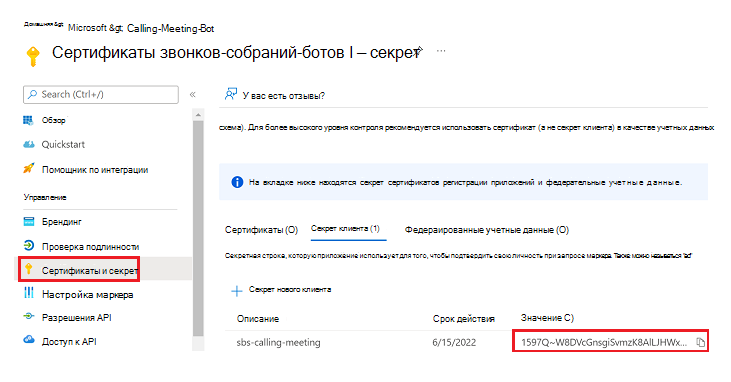 Домашняя &gt; Microsoft &gt; Calling-Meeting-Bot
Сертификаты звонков-собраний-ботов I – секрет ...
Search (Ctrl+/)
«
У вас есть отзывы?
Обзор
Quickstart
Помощник по интеграции
схема). Для более высокого уровня контроля рекомендуется использовать сертификат (а не секрет клиента) в качестве учетных данных
На вкладке ниже находятся секрет сертификатов регистрации приложений и федеральные учетные данные.
Управление
Брендинг
Проверка подлинности
Сертификаты и секрет
Настройка маркера
Разрешения API
Доступ к API
Сертификаты (0) Секрет клиента (1) Федерированные учетные данные (0)
Секретная строка, которую приложение использует для того, чтобы подтвердить свою личность при запросе маркера. Также можно называться
+ Секрет нового клиента
Описание Срок действия Значение С)
sbs-calling-meeting 6/15/2022 1597Q~W8DVcGnsgiSvmzK8AlLJHWx...